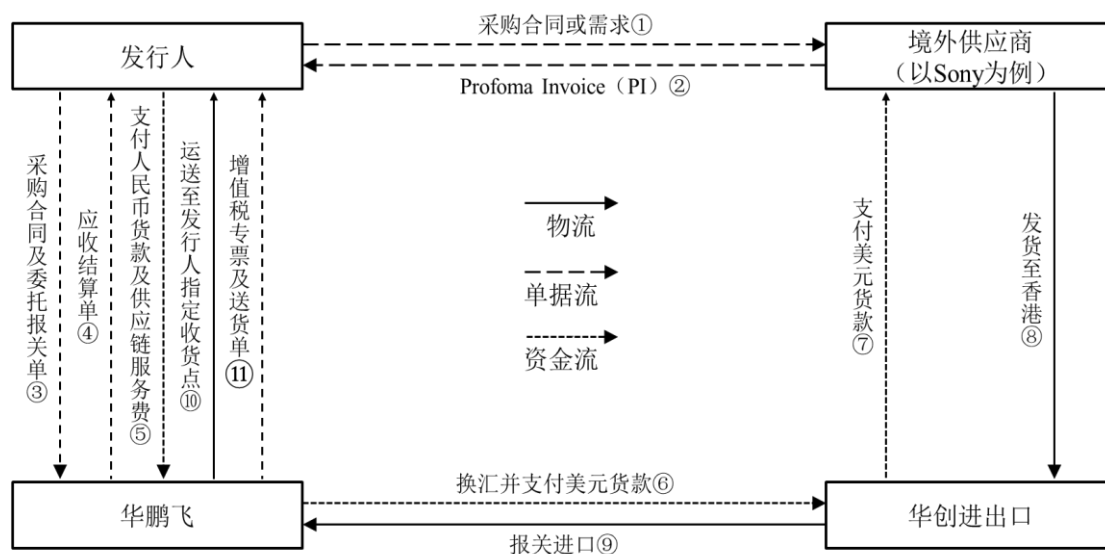 采购合同或需求①
发行人
境外供应商
（以Sony为例）
Profoma Invoice（PI）②
采购合同及委托报关单③
应收结算单④
支付人民币货款及供应链服务费⑤
运送至发行人指定收货点⑩
增值税专票及送货单⑪
物流
单据流
资金流
支付美元货款⑦
发货至香港⑧
换汇并支付美元货款⑥
华鹏飞
华创进出口
报关进口⑨